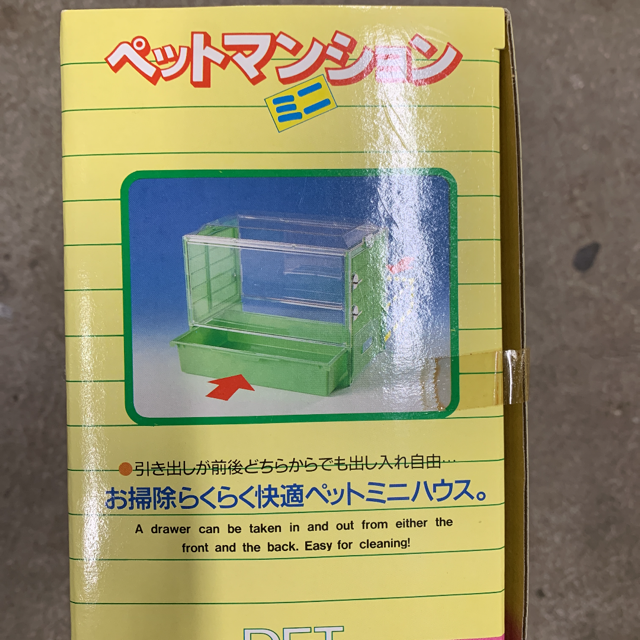 ペットマンション
ミニ
●引き出しが前後どちらからでも出し入れ自由…
お掃除らくらく快適ペットミニハウス。
A drawer can be taken in and out from either the
front and the back. Easy for cleaning!
PET